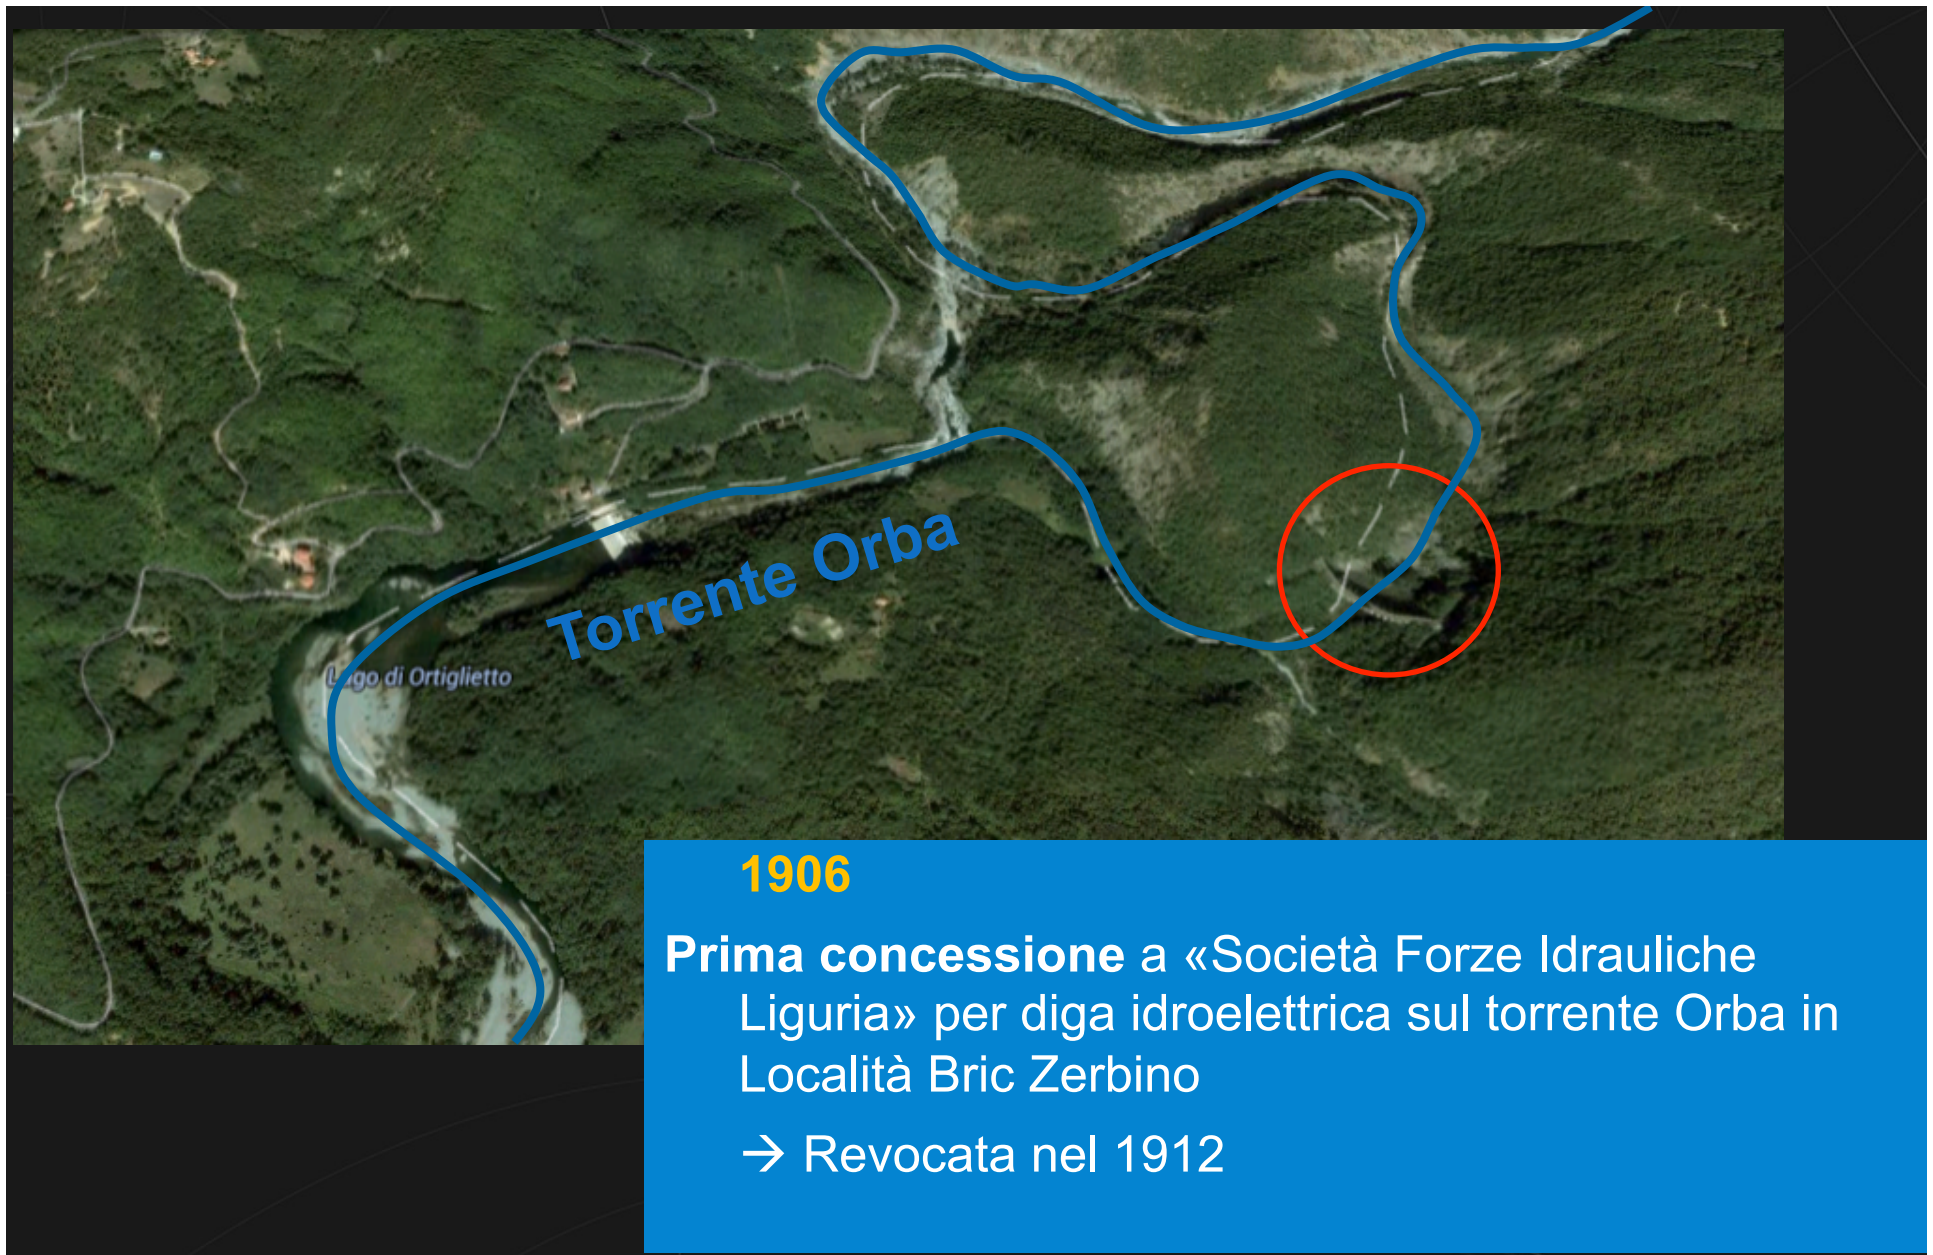 Torrente Orba
Lago di Ortiglietto
1906
Prima concessione a «Società Forze Idrauliche
Liguria» per diga idroelettrica sul torrente Orba in
Località Bric Zerbino
→ Revocata nel 1912